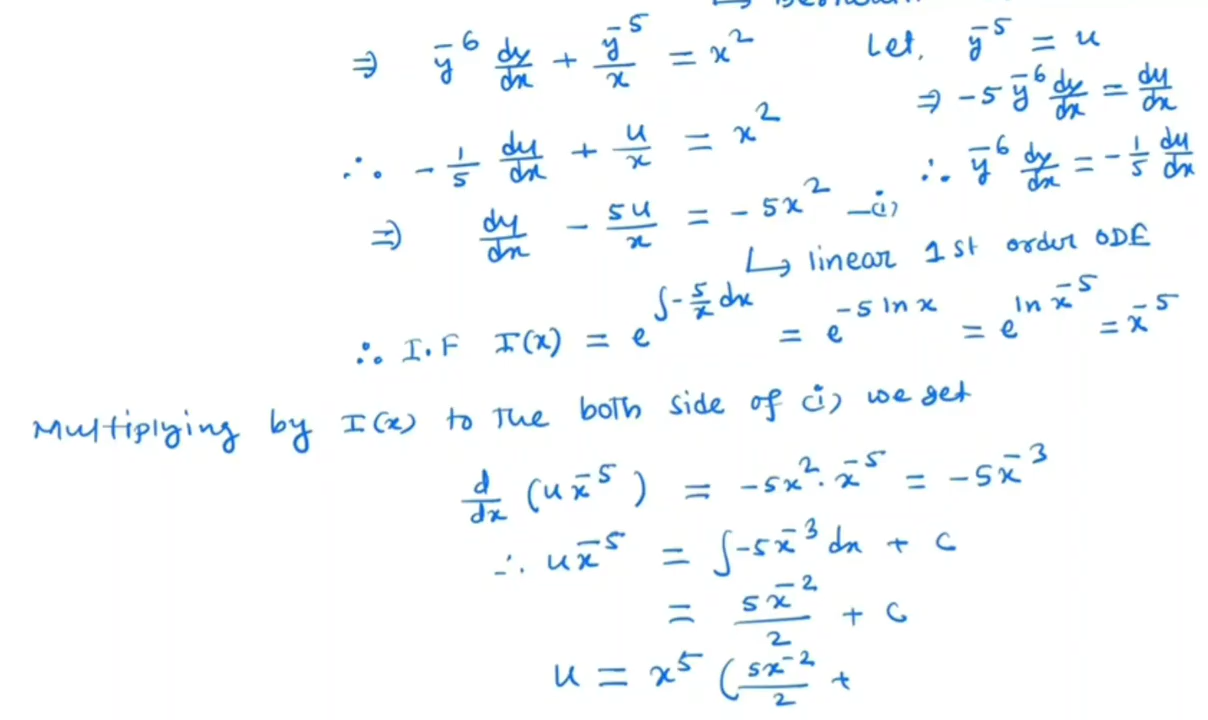 ⇒ y⁻⁶ dy/dx + y⁻⁵/x = x² Let, y⁻⁵ = u
⇒ -5 y⁻⁶ dy/dx = du/dx
∴ -1/5 du/dx + u/x = x²
∴ y⁻⁶ dy/dx = -1/5 du/dx
⇒ du/dx - 5u/x = -5x² —(i)
↳ linear 1st order ODE
∴ I.F I(x) = e^{∫-5/x dx} = e^{-5 ln x} = e^{ln x⁻⁵} = x⁻⁵
Multiplying by I(x) to the both side of (i) we get
d/dx (u x⁻⁵) = -5x². x⁻⁵ = -5x⁻³
∴ u x⁻⁵ = ∫-5x⁻³ dx + c
= 5x⁻²/2 + c
u = x⁵ (5x⁻²/2 +